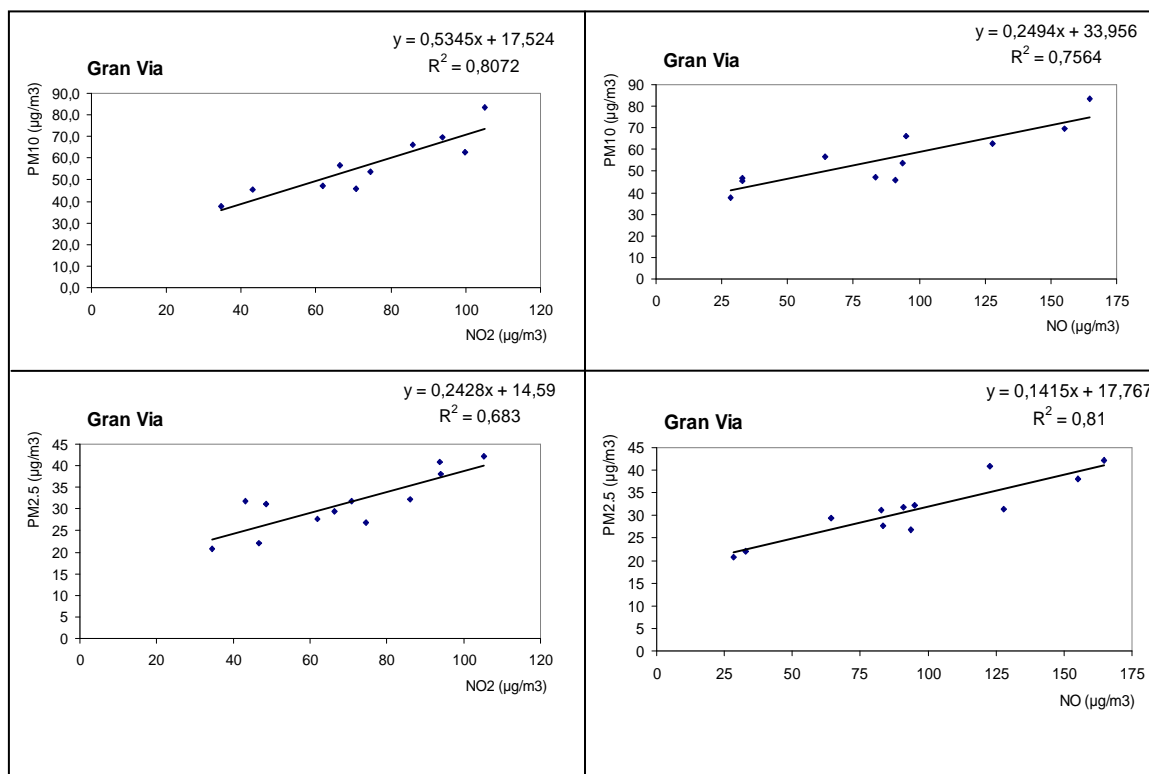 y = 0,5345x + 17,524
R² = 0,8072
Gran Via
PM10 (µg/m3)
90,0
80,0
70,0
60,0
50,0
40,0
30,0
20,0
10,0
0,0
0 20 40 60 80 100 120
NO2 (µg/m3)
y = 0,2494x + 33,956
R² = 0,7564
Gran Via
PM10 (µg/m3)
90
80
70
60
50
40
30
20
10
0
0 25 50 75 100 125 150 175
NO (µg/m3)
y = 0,2428x + 14,59
R² = 0,683
Gran Via
PM2.5 (µg/m3)
45
40
35
30
25
20
15
10
5
0
0 20 40 60 80 100 120
NO2 (µg/m3)
y = 0,1415x + 17,767
R² = 0,81
Gran Via
PM2.5 (µg/m3)
45
40
35
30
25
20
15
10
5
0
0 25 50 75 100 125 150 175
NO (µg/m3)